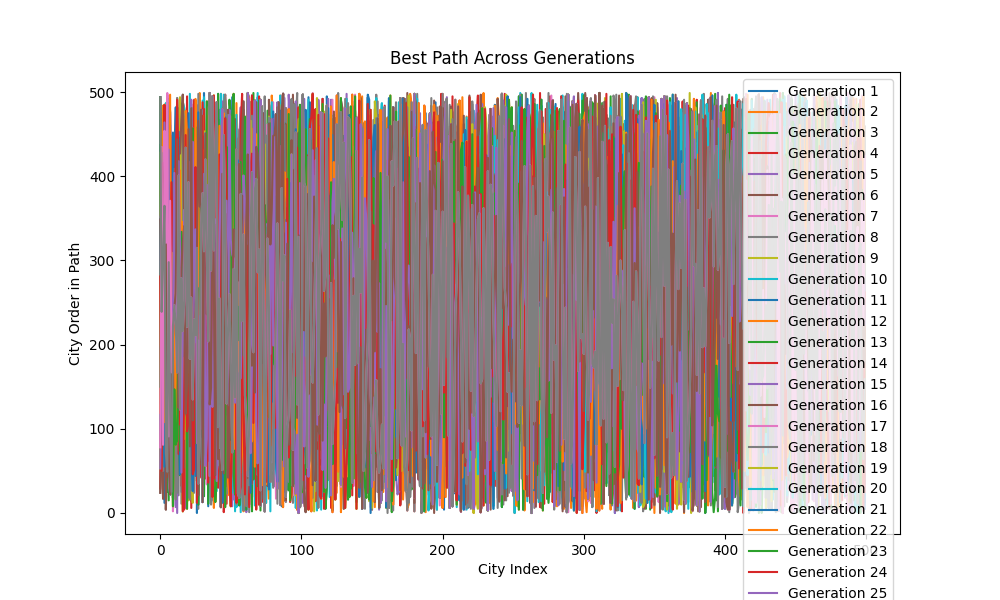 Best Path Across Generations
City Order in Path
500
400
300
200
100
0
0
100
200
300
400
500
City Index
Generation 1
Generation 2
Generation 3
Generation 4
Generation 5
Generation 6
Generation 7
Generation 8
Generation 9
Generation 10
Generation 11
Generation 12
Generation 13
Generation 14
Generation 15
Generation 16
Generation 17
Generation 18
Generation 19
Generation 20
Generation 21
Generation 22
Generation 23
Generation 24
Generation 25